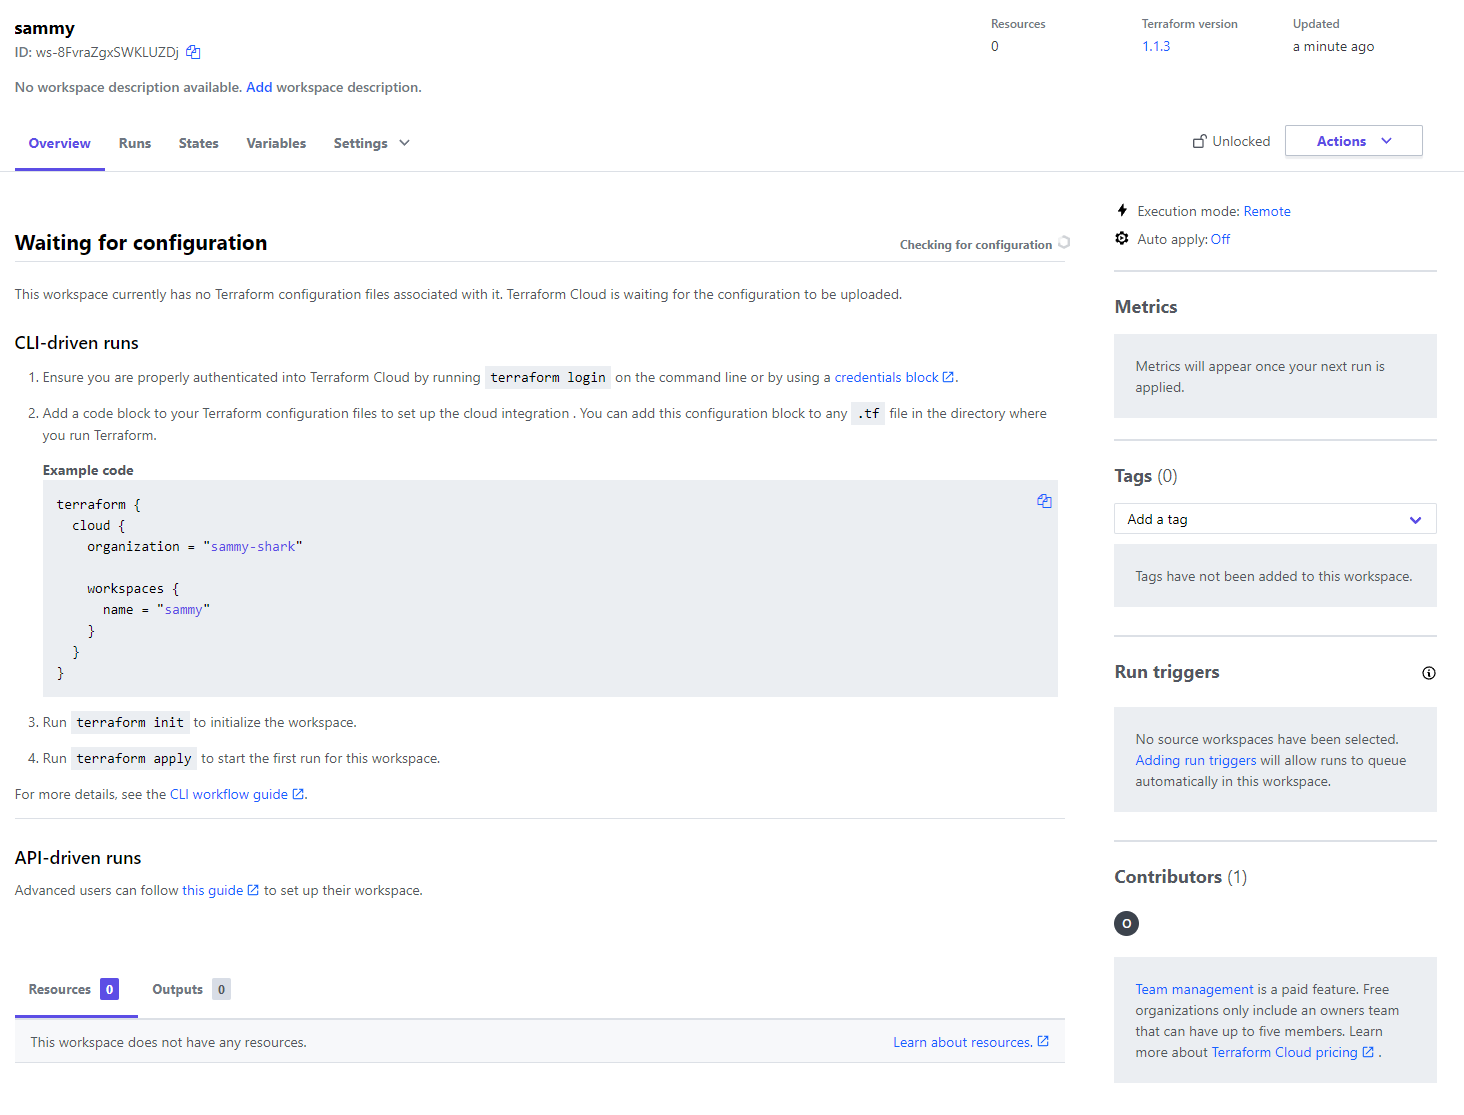 sammy
ID: ws-8FvraZgxSWKLUZDj
No workspace description available. Add workspace description.
Resources
0
Terraform version
1.1.3
Updated
a minute ago
Overview Runs States Variables Settings
Unlocked
Actions
Waiting for configuration
Checking for configuration
This workspace currently has no Terraform configuration files associated with it. Terraform Cloud is waiting for the configuration to be uploaded.
CLI-driven runs
1. Ensure you are properly authenticated into Terraform Cloud by running terraform login on the command line or by using a credentials block.
2. Add a code block to your Terraform configuration files to set up the cloud integration . You can add this configuration block to any .tf file in the directory where
you run Terraform.
Example code
terraform {
cloud {
organization = "sammy-shark"
workspaces {
name = "sammy"
}
}
}
3. Run terraform init to initialize the workspace.
4. Run terraform apply to start the first run for this workspace.
For more details, see the CLI workflow guide.
API-driven runs
Advanced users can follow this guide to set up their workspace.
Resources 0 Outputs 0
This workspace does not have any resources.
Learn about resources.
Execution mode: Remote
Auto apply: Off
Metrics
Metrics will appear once your next run is
applied.
Tags (0)
Add a tag
Tags have not been added to this workspace.
Run triggers
No source workspaces have been selected.
Adding run triggers will allow runs to queue
automatically in this workspace.
Contributors (1)
O
Team management is a paid feature. Free
organizations only include an owners team
that can have up to five members. Learn
more about Terraform Cloud pricing .